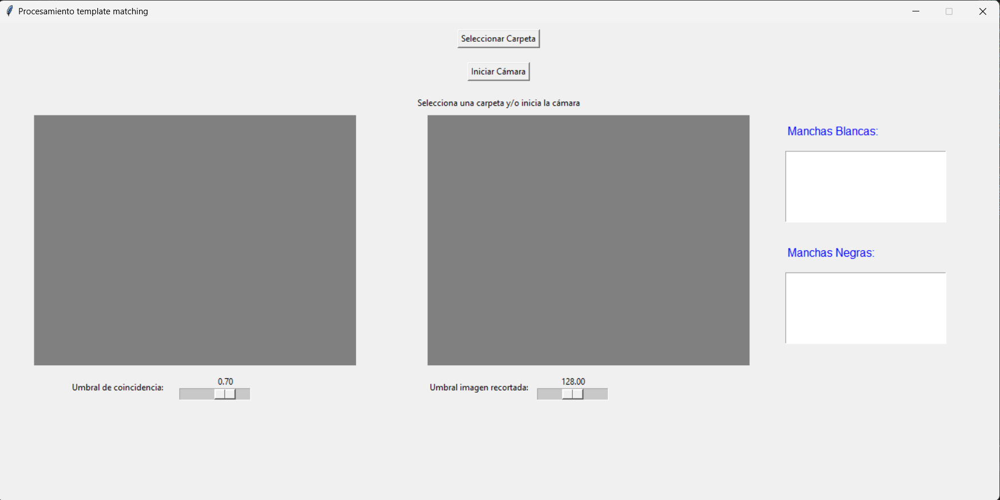 Procesamiento template matching
Seleccionar Carpeta
Iniciar Cámara
Selecciona una carpeta y/o inicia la cámara
Manchas Blancas:
Manchas Negras:
Umbral de coincidencia:
0.70
Umbral imagen recortada:
128.00